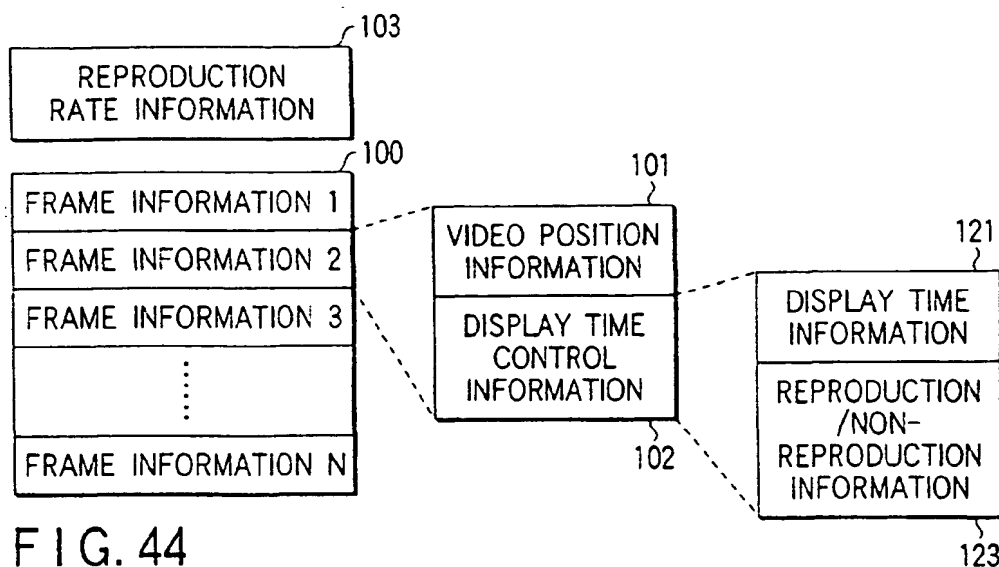 103
REPRODUCTION
RATE INFORMATION
100
FRAME INFORMATION 1
FRAME INFORMATION 2
FRAME INFORMATION 3
FRAME INFORMATION N
101
VIDEO POSITION
INFORMATION
DISPLAY TIME
CONTROL
INFORMATION
102
121
DISPLAY TIME
INFORMATION
REPRODUCTION
/NON-
REPRODUCTION
INFORMATION
123
FIG. 44